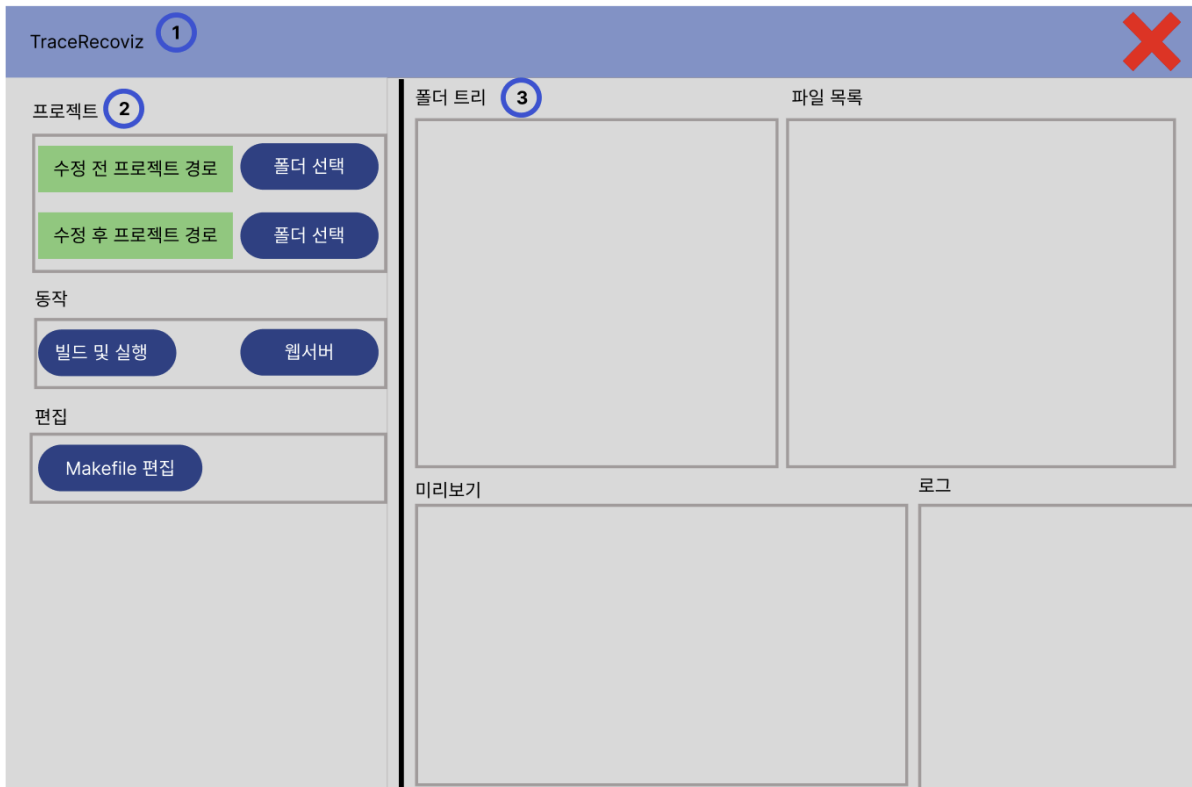 TraceRecoviz 1
프로젝트 2
수정 전 프로젝트 경로
폴더 선택
수정 후 프로젝트 경로
폴더 선택
동작
빌드 및 실행
웹서버
편집
Makefile 편집
폴더 트리 3
파일 목록
미리보기
로그